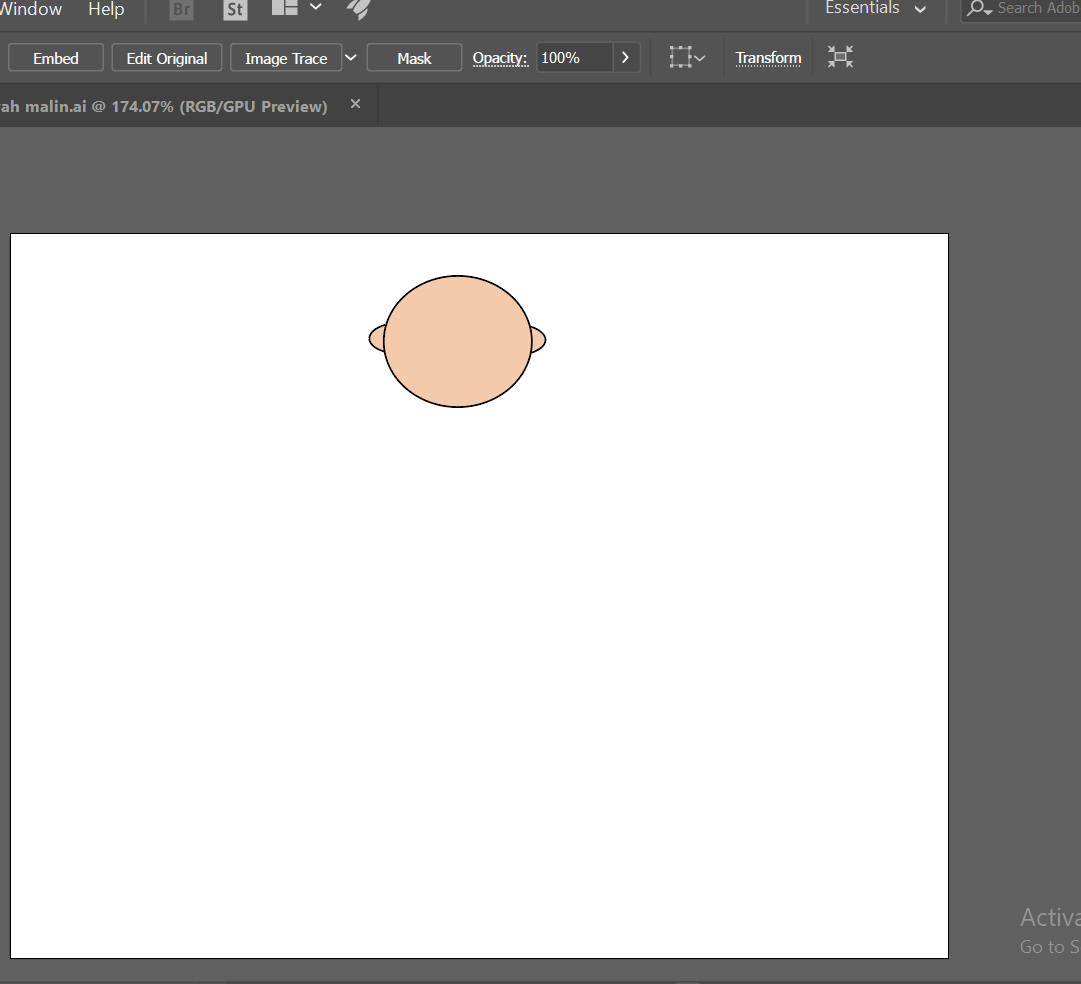 Window Help Br St Essentials Search Adob
Embed Edit Original Image Trace Mask Opacity: 100% Transform
ah malin.ai @ 174.07% (RGB/GPU Preview) ×
Activa
Go to S